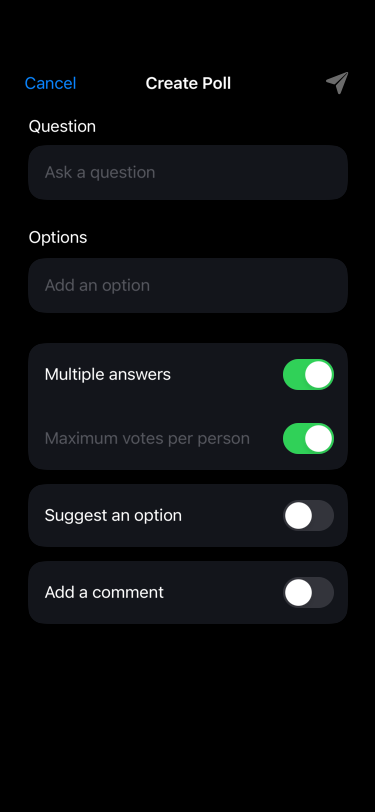 Cancel
Create Poll
Question
Ask a question
Options
Add an option
Multiple answers
Maximum votes per person
Suggest an option
Add a comment